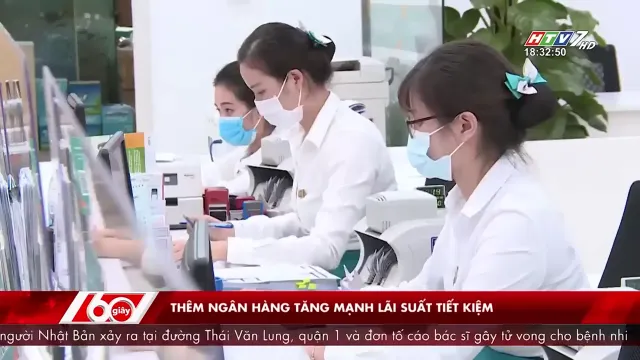 HTV7 HD
18:32:50
60 giây
THÊM NGÂN HÀNG TĂNG MẠNH LÃI SUẤT TIẾT KIỆM
người Nhật Bản xảy ra tại đường Thái Văn Lung, quận 1 và đơn tố cáo bác sĩ gây tử vong cho bệnh nhi